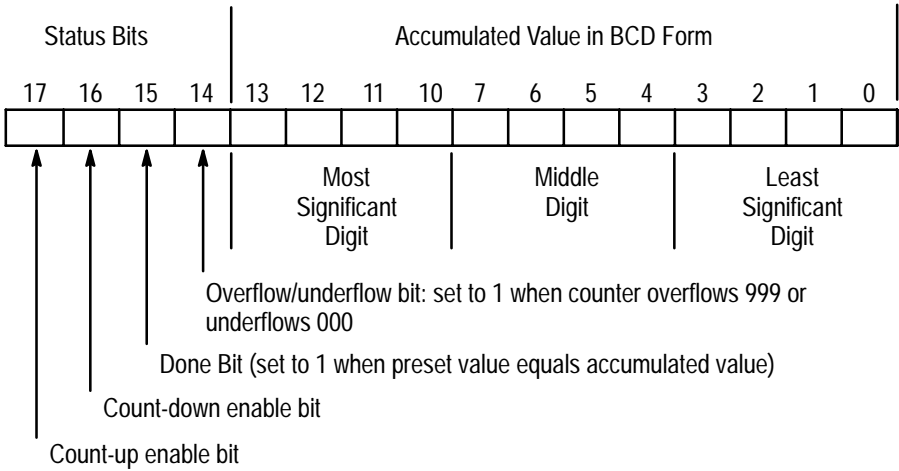 Status Bits
Accumulated Value in BCD Form
17 16 15 14 13 12 11 10 7 6 5 4 3 2 1 0
Most
Significant
Digit
Middle
Digit
Least
Significant
Digit
Overflow/underflow bit: set to 1 when counter overflows 999 or
underflows 000
Done Bit (set to 1 when preset value equals accumulated value)
Count-down enable bit
Count-up enable bit